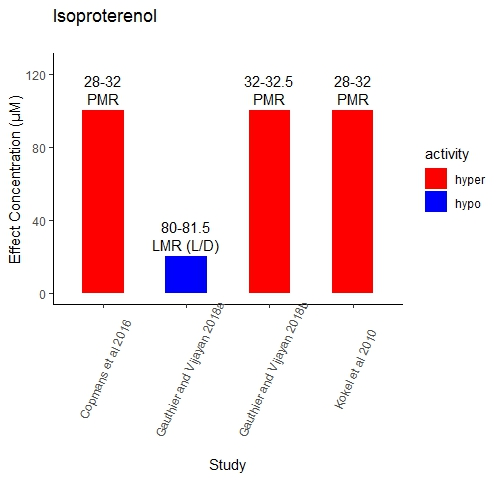 Isoproterenol
Effect Concentration (µM)
120
80
40
0
28-32
PMR
80-81.5
LMR (L/D)
32-32.5
PMR
28-32
PMR
activity
hyper
hypo
Copmans et al 2016
Gauthier and Vijayan 2018a
Gauthier and Vijayan 2018b
Kokel et al 2010
Study